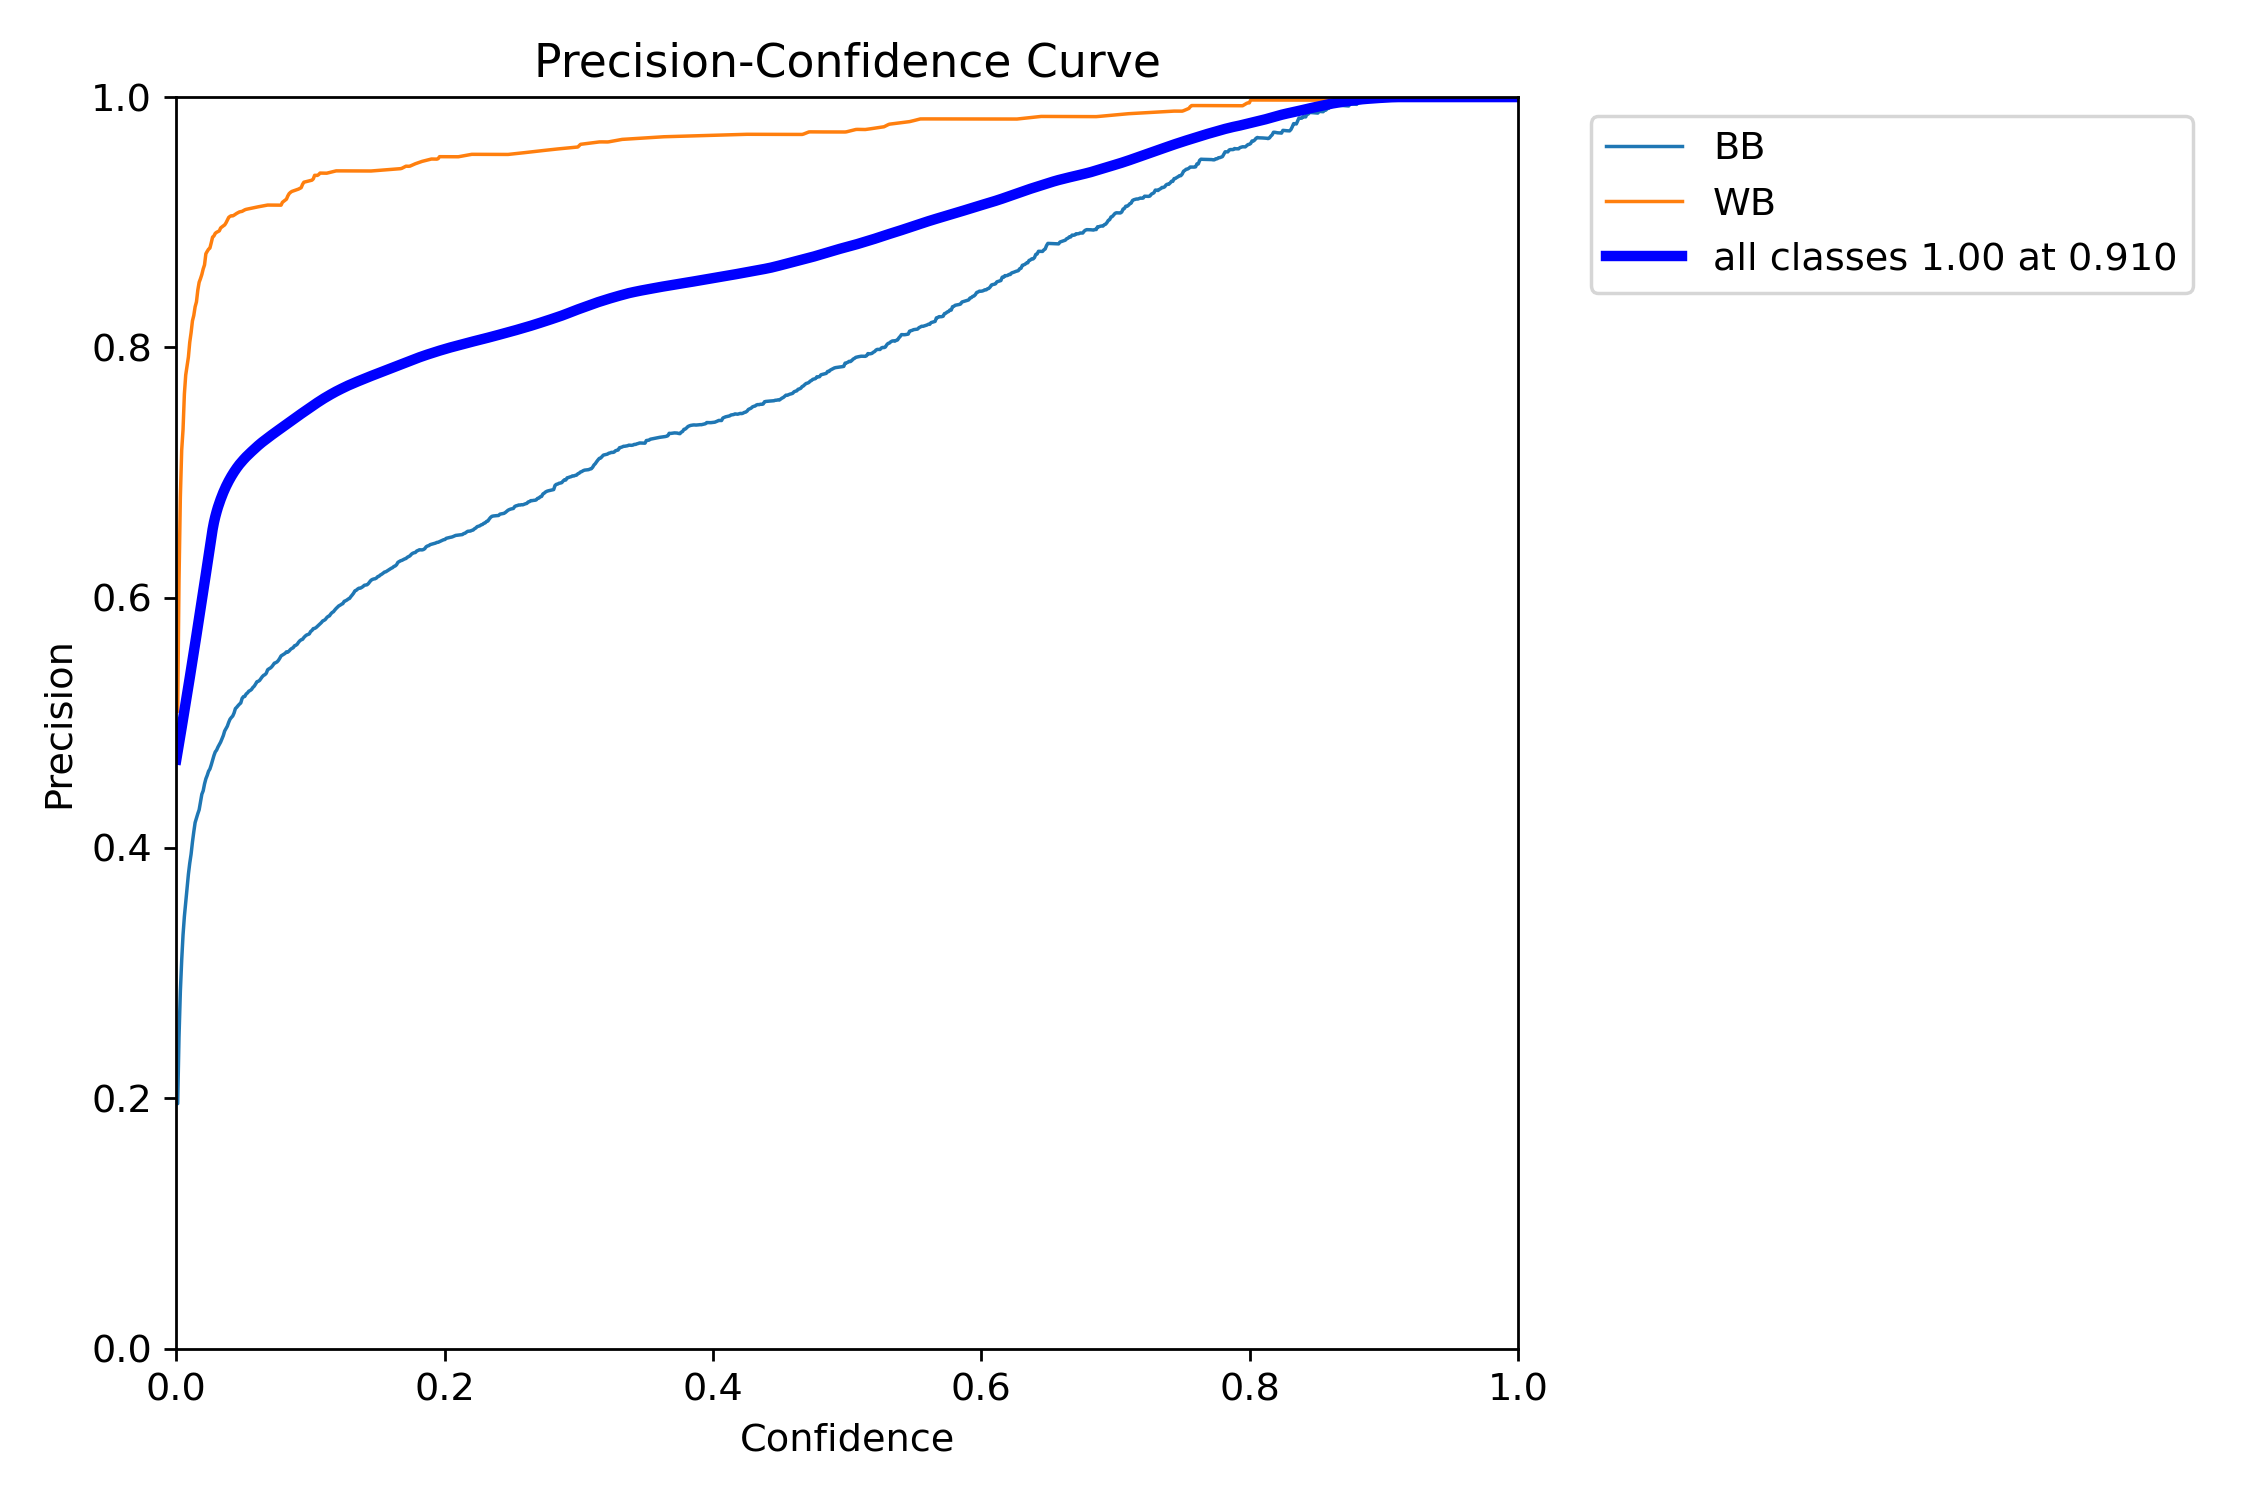 Precision-Confidence Curve
1.0
0.8
0.6
0.4
0.2
0.0
Precision
0.0 0.2 0.4 0.6 0.8 1.0
Confidence
BB
WB
all classes 1.00 at 0.910